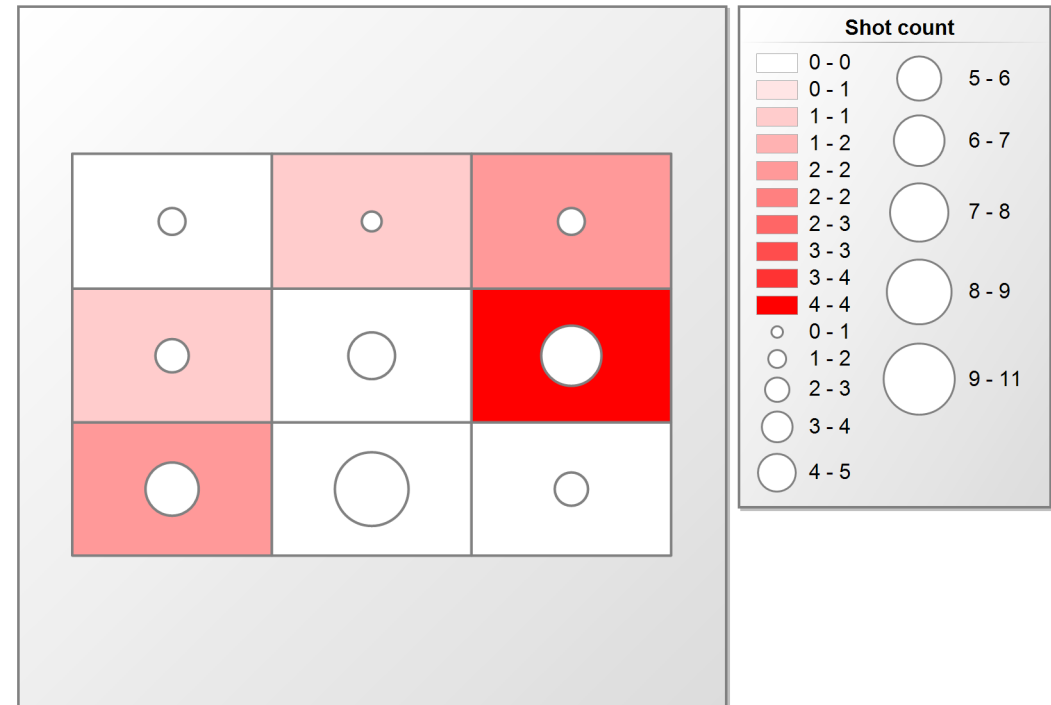 Shot count
0 - 0
0 - 1
1 - 1
1 - 2
2 - 2
2 - 2
2 - 3
3 - 3
3 - 4
4 - 4
0 - 1
1 - 2
2 - 3
3 - 4
4 - 5
5 - 6
6 - 7
7 - 8
8 - 9
9 - 11